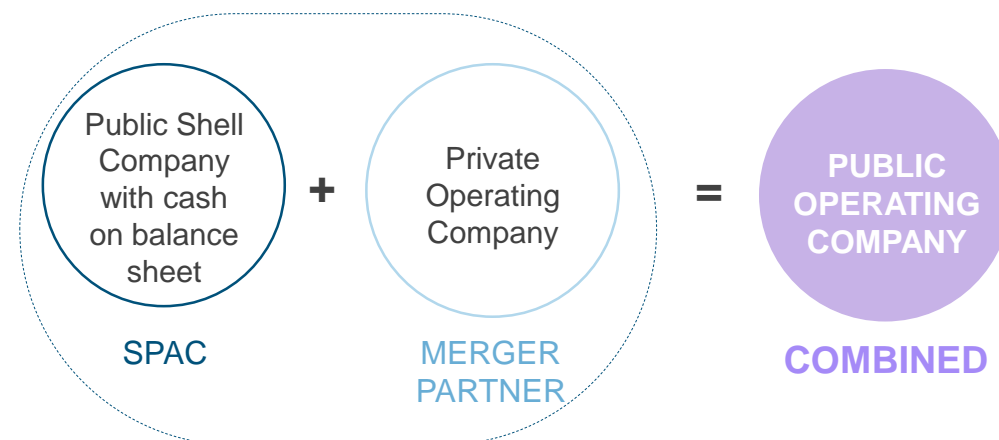 Public Shell
Company
with cash
on balance
sheet
+
Private
Operating
Company
=
PUBLIC
OPERATING
COMPANY
SPAC
MERGER
PARTNER
COMBINED